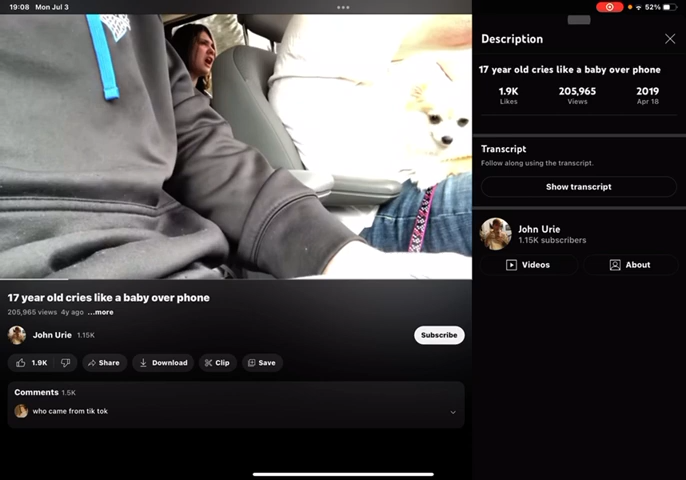 19:08 Mon Jul 3
52%
17 year old cries like a baby over phone
205,965 views 4y ago ...more
John Urie 1.15K
Subscribe
1.9K Share Download Clip Save
Comments 1.5K
who came from tik tok
Description
17 year old cries like a baby over phone
1.9K 205,965 2019
Likes Views Apr 18
Transcript
Follow along using the transcript.
Show transcript
John Urie
1.15K subscribers
Videos About